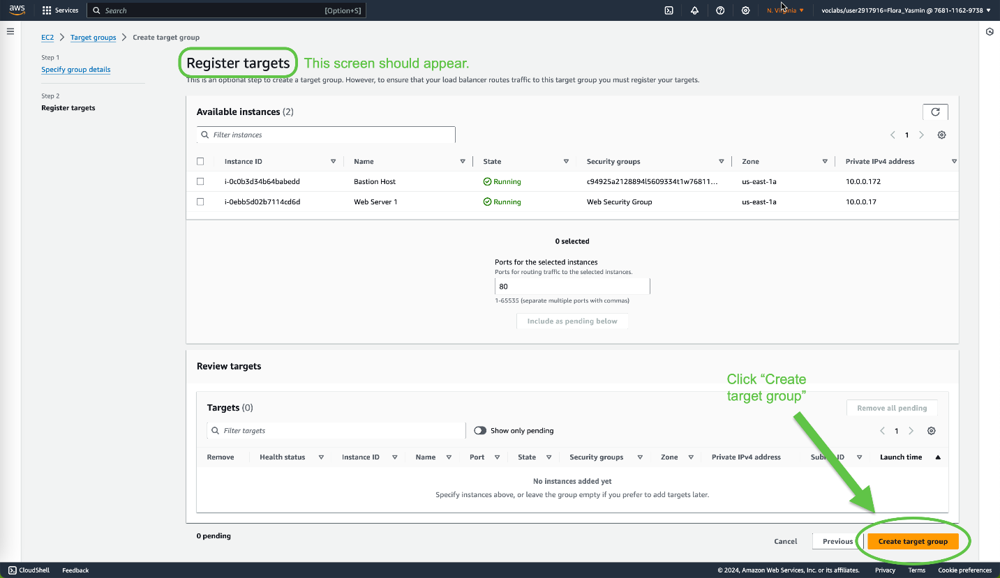 aws
Services
Search
[Option+S]
N. Virginia
voclabs/user2917916=Flora_Yasmin @ 7681-1162-9738
EC2
Target groups
Create target group
Step 1
Specify group details
Step 2
Register targets
Register targets
This screen should appear.
This is an optional step to create a target group. However, to ensure that your load balancer routes traffic to this target group you must register your targets.
Available instances (2)
Filter instances
1
Instance ID Name State Security groups Zone Private IPv4 address
i-0c0b3d34b64babedd Bastion Host Running c94925a2128894l5609334t1w76811... us-east-1a 10.0.0.172
i-0ebb5d02b7114cd6d Web Server 1 Running Web Security Group us-east-1a 10.0.0.17
0 selected
Ports for the selected instances
Ports for routing traffic to the selected instances.
80
1-65535 (separate multiple ports with commas)
Include as pending below
Review targets
Click “Create
target group”
Targets (0)
Remove all pending
Filter targets
Show only pending
1
Remove Health status Instance ID Name Port State Security groups Zone Private IPv4 address ID Launch time
No instances added yet
Specify instances above, or leave the group empty if you prefer to add targets later.
0 pending
Cancel
Previous
Create target group
CloudShell
Feedback
© 2024, Amazon Web Services, Inc. or its affiliates.
Privacy
Terms
Cookie preferences